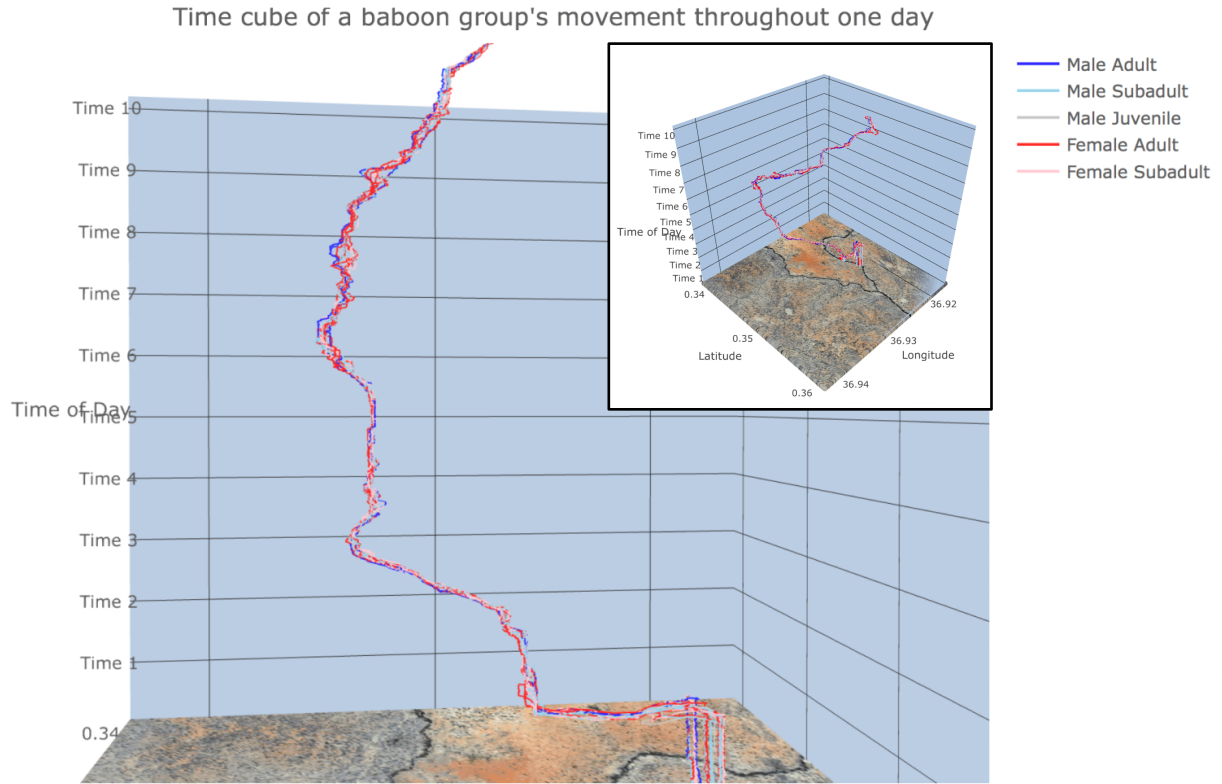 Time cube of a baboon group's movement throughout one day
Time 10
Time 9
Time 8
Time 7
Time 6
Time of Day
Time 5
Time 4
Time 3
Time 2
Time 1
0.34
Time 10
Time 9
Time 8
Time 7
Time 6
Time 5
Time of Day
Time 4
Time 3
Time 2
Time 1
0.34
0.35
Latitude
0.36
36.92
36.93
Longitude
36.94
Male Adult
Male Subadult
Male Juvenile
Female Adult
Female Subadult